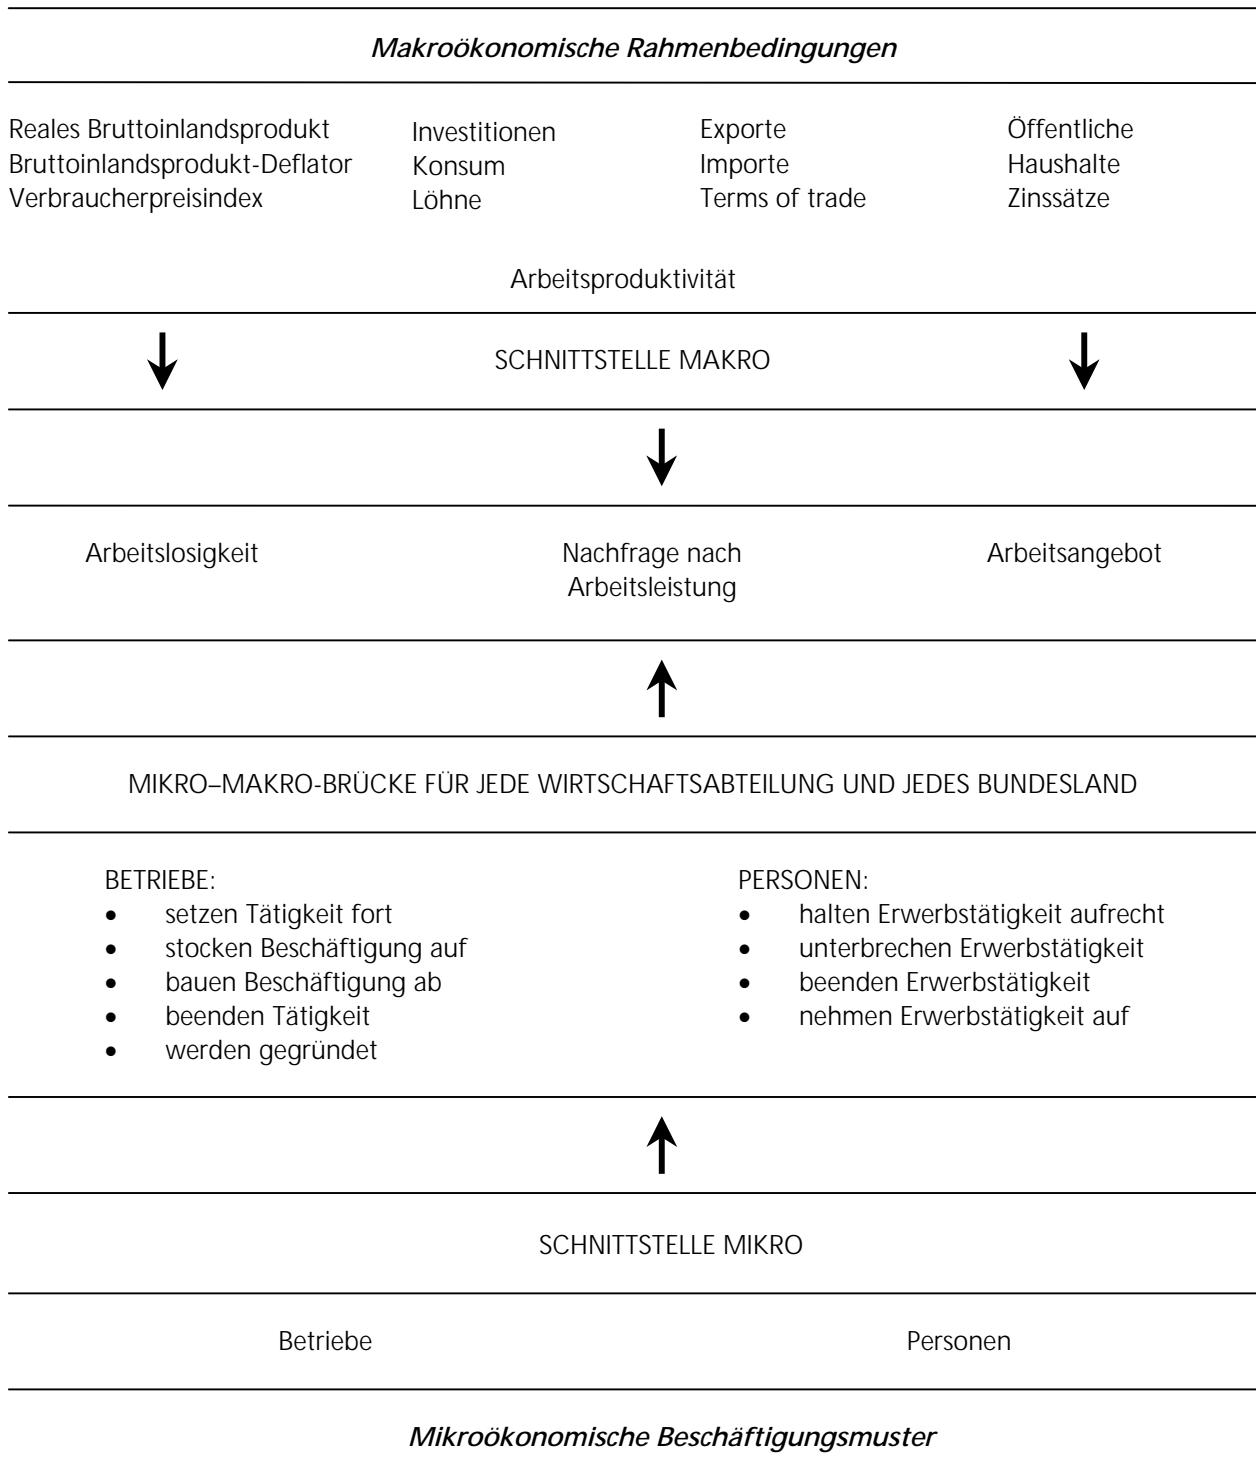 Makroökonomische Rahmenbedingungen
Reales Bruttoinlandsprodukt
Bruttoinlandsprodukt-Deflator
Verbraucherpreisindex
Investitionen
Konsum
Löhne
Exporte
Importe
Terms of trade
Öffentliche
Haushalte
Zinssätze
Arbeitsproduktivität
SCHNITTSTELLE MAKRO
Arbeitslosigkeit
Nachfrage nach
Arbeitsleistung
Arbeitsangebot
MIKRO–MAKRO-BRÜCKE FÜR JEDE WIRTSCHAFTSABTEILUNG UND JEDES BUNDESLAND
BETRIEBE:
• setzen Tätigkeit fort
• stocken Beschäftigung auf
• bauen Beschäftigung ab
• beenden Tätigkeit
• werden gegründet
PERSONEN:
• halten Erwerbstätigkeit aufrecht
• unterbrechen Erwerbstätigkeit
• beenden Erwerbstätigkeit
• nehmen Erwerbstätigkeit auf
SCHNITTSTELLE MIKRO
Betriebe
Personen
Mikroökonomische Beschäftigungsmuster